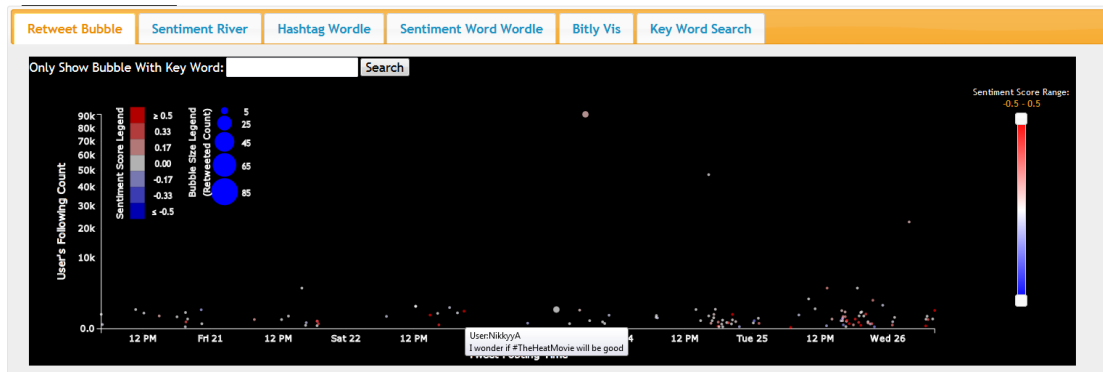 Retweet Bubble
Sentiment River
Hashtag Wordle
Sentiment Word Wordle
Bitly Vis
Key Word Search
Only Show Bubble With Key Word:
Search
Sentiment Score Range:
-0.5 - 0.5
Sentiment Score Legend
≥ 0.5
0.33
0.17
0.00
-0.17
-0.33
≤ -0.5
Bubble Size Legend
(Retweeted Count)
5
25
45
65
85
User's Following Count
90k
80k
70k
60k
50k
40k
30k
20k
10k
0.0
12 PM
Fri 21
12 PM
Sat 22
12 PM
4
12 PM
Tue 25
12 PM
Wed 26
User:NikkyyA
I wonder if #TheHeatMovie will be good